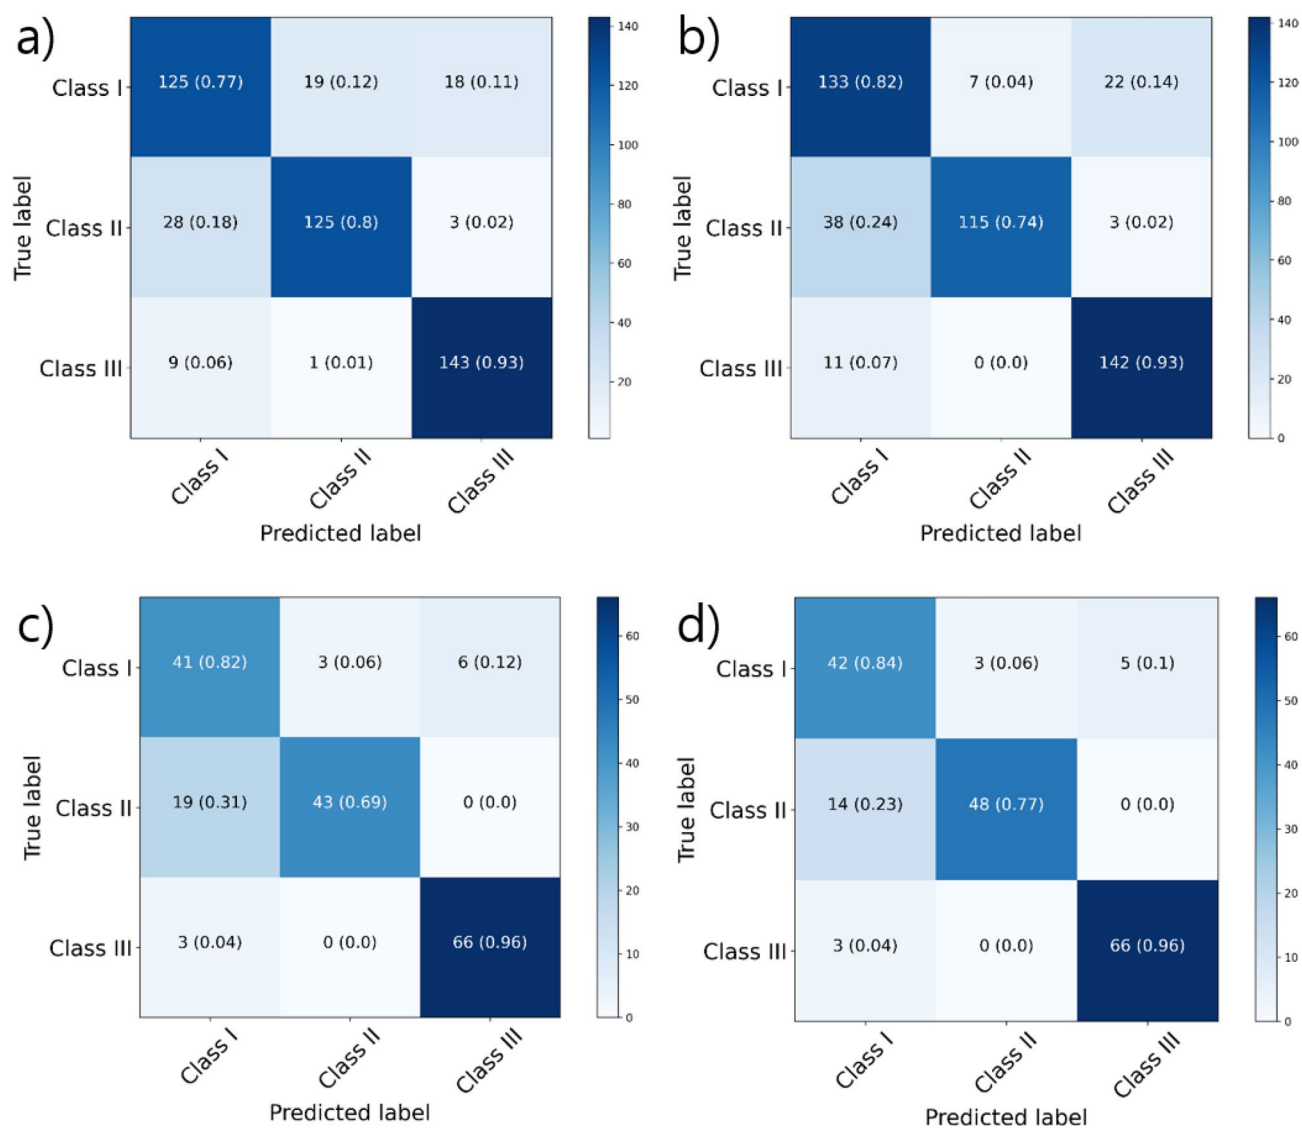 a)
Class I
125 (0.77) 19 (0.12) 18 (0.11)
Class II
28 (0.18) 125 (0.8) 3 (0.02)
Class III
9 (0.06) 1 (0.01) 143 (0.93)
True label
Class I Class II Class III
Predicted label
140
120
100
80
60
40
20
b)
Class I
133 (0.82) 7 (0.04) 22 (0.14)
Class II
38 (0.24) 115 (0.74) 3 (0.02)
Class III
11 (0.07) 0 (0.0) 142 (0.93)
True label
Class I Class II Class III
Predicted label
140
120
100
80
60
40
20
0
c)
Class I
41 (0.82) 3 (0.06) 6 (0.12)
Class II
19 (0.31) 43 (0.69) 0 (0.0)
Class III
3 (0.04) 0 (0.0) 66 (0.96)
True label
Class I Class II Class III
Predicted label
60
50
40
30
20
10
0
d)
Class I
42 (0.84) 3 (0.06) 5 (0.1)
Class II
14 (0.23) 48 (0.77) 0 (0.0)
Class III
3 (0.04) 0 (0.0) 66 (0.96)
True label
Class I Class II Class III
Predicted label
60
50
40
30
20
10
0